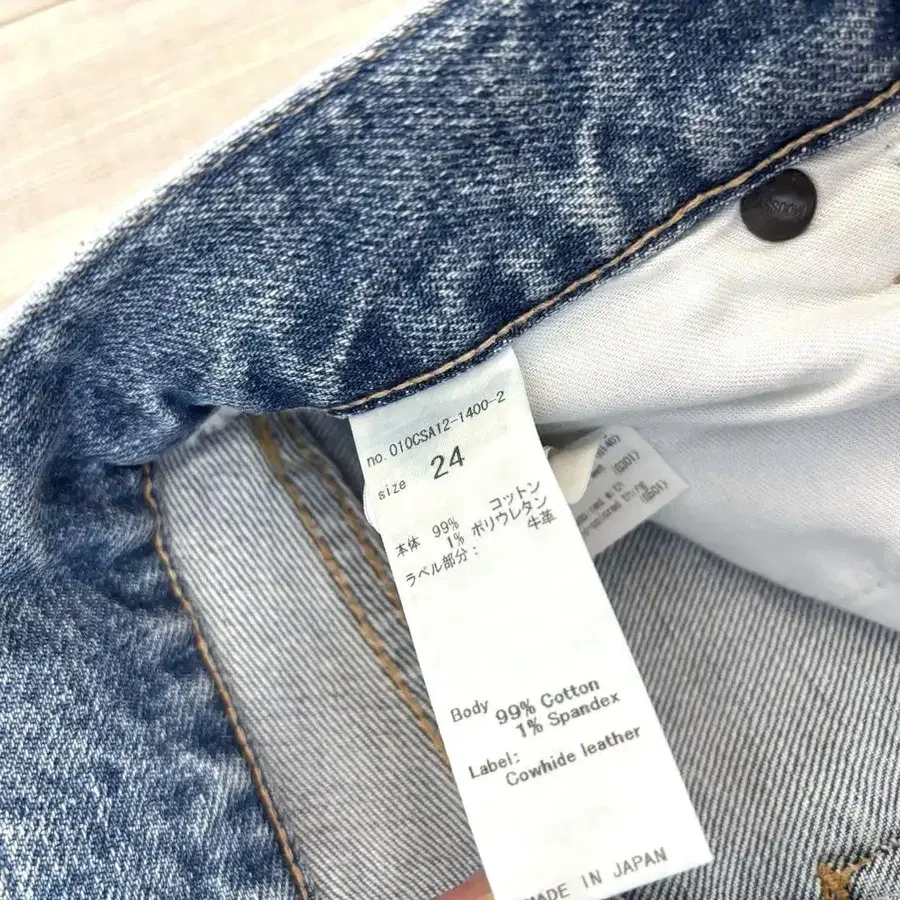 no. 010CSA12-1400-2
size 24
本体 99% コットン
1% ポリウレタン
ラベル部分: 牛革
Body 99% Cotton
1% Spandex
Label:
Cowhide leather
MADE IN JAPAN